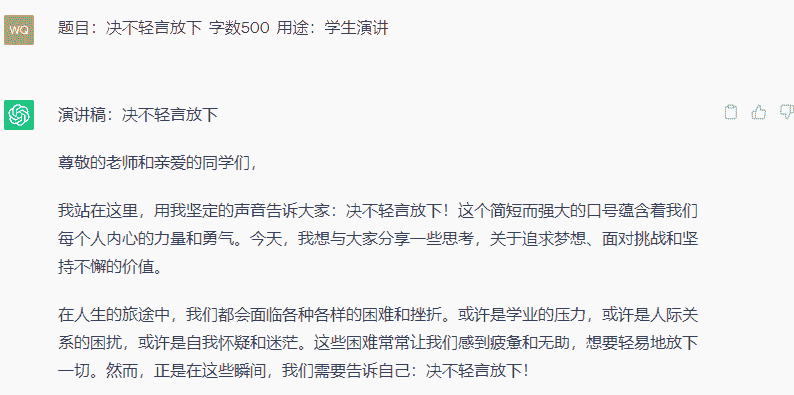 WQ
题目：决不轻言放下 字数500 用途：学生演讲
演讲稿：决不轻言放下
尊敬的老师和亲爱的同学们，
我站在这里，用我坚定的声音告诉大家：决不轻言放下！这个简短而强大的口号蕴含着我们
每个人内心的力量和勇气。今天，我想与大家分享一些思考，关于追求梦想、面对挑战和坚
持不懈的价值。
在人生的旅途中，我们都会面临各种各样的困难和挫折。或许是学业的压力，或许是人际关
系的困扰，或许是自我怀疑和迷茫。这些困难常常让我们感到疲惫和无助，想要轻易地放下
一切。然而，正是在这些瞬间，我们需要告诉自己：决不轻言放下！